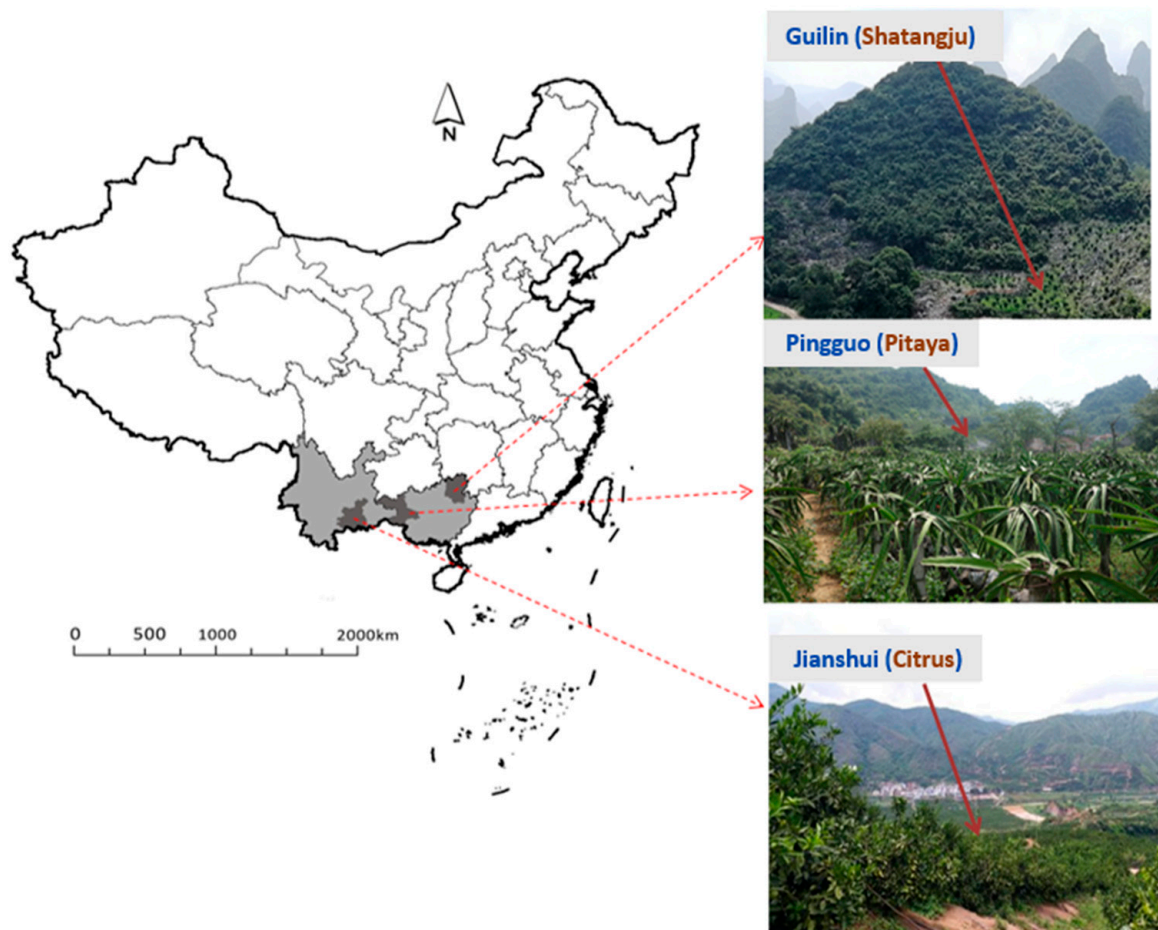 Guilin (Shatangju)
N
Pingguo (Pitaya)
0 500 1000 2000km
Jianshui (Citrus)